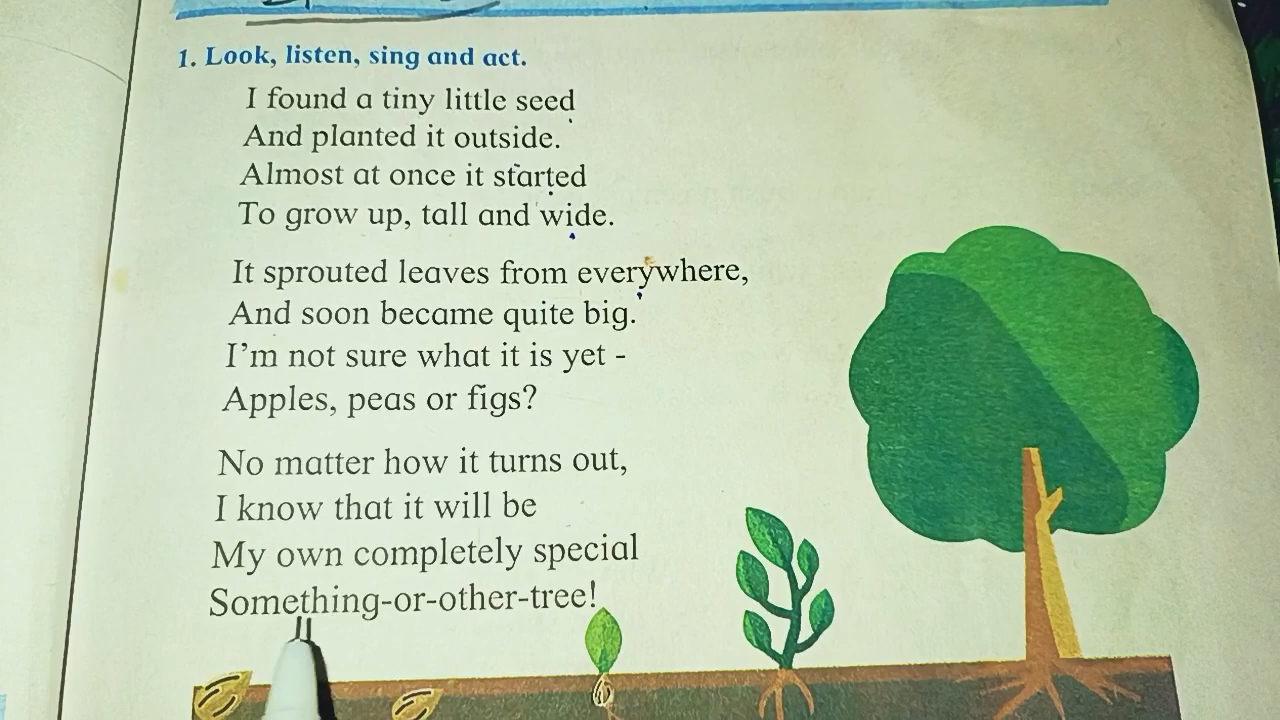 1. Look, listen, sing and act.
I found a tiny little seed
And planted it outside.
Almost at once it started
To grow up, tall and wide.
It sprouted leaves from everywhere,
And soon became quite big.
I'm not sure what it is yet -
Apples, peas or figs?
No matter how it turns out,
I know that it will be
My own completely special
Something-or-other-tree!